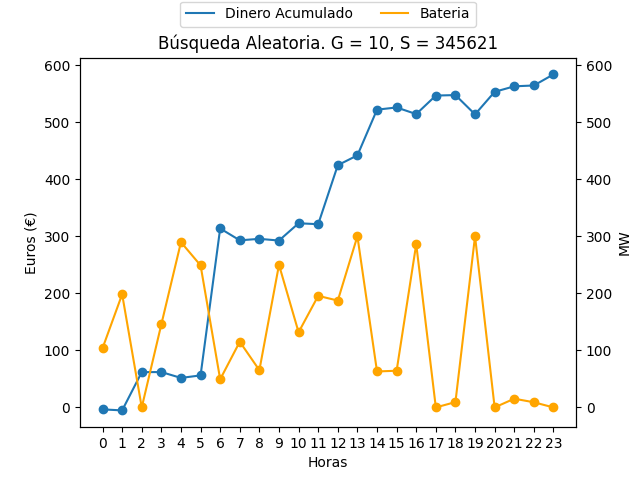 Dinero Acumulado Bateria
Búsqueda Aleatoria. G = 10, S = 345621
600 600
500 500
400 400
300 300
200 200
100 100
0 0
Euros (€)
MW
0 1 2 3 4 5 6 7 8 9 10 11 12 13 14 15 16 17 18 19 20 21 22 23
Horas